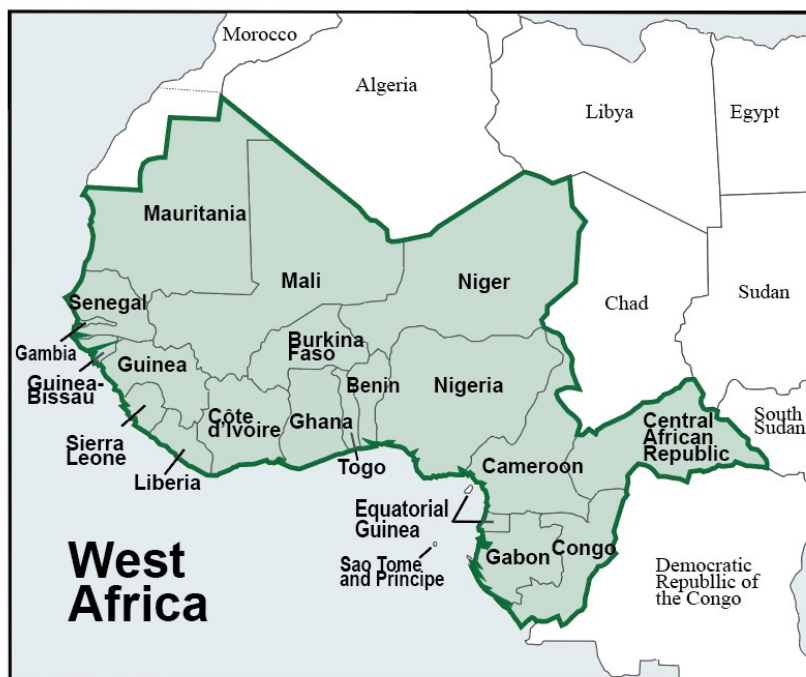 Morocco
Algeria
Libya
Egypt
Mauritania
Mali
Niger
Chad
Sudan
Senegal
Gambia
Guinea-
Bissau
Guinea
Burkina
Faso
Benin
Nigeria
Côte
d'Ivoire
Ghana
Togo
Sierra
Leone
Liberia
Cameroon
Central
African
Republic
South
Sudan
Equatorial
Guinea
Gabon
Congo
Sao Tome
and Principe
Democratic
Republlic of
the Congo
West
Africa